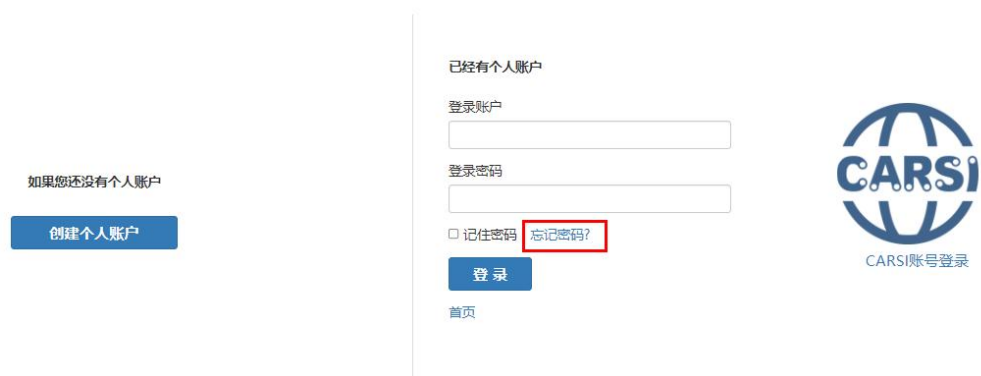 如果您还没有个人账户
创建个人账户
已经有个人账户
登录账户
登录密码
记住密码 忘记密码?
登 录
首页
CARSI
CARSI账号登录